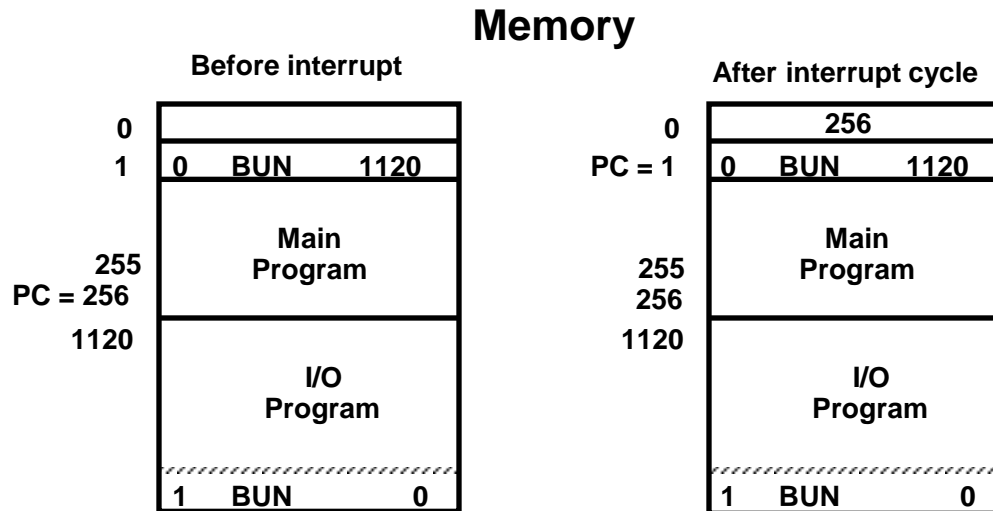 Memory
Before interrupt
0
1 0 BUN 1120
Main
Program
255
PC = 256
1120
I/O
Program
1 BUN 0
After interrupt cycle
0 256
PC = 1 0 BUN 1120
Main
Program
255
256
1120
I/O
Program
1 BUN 0